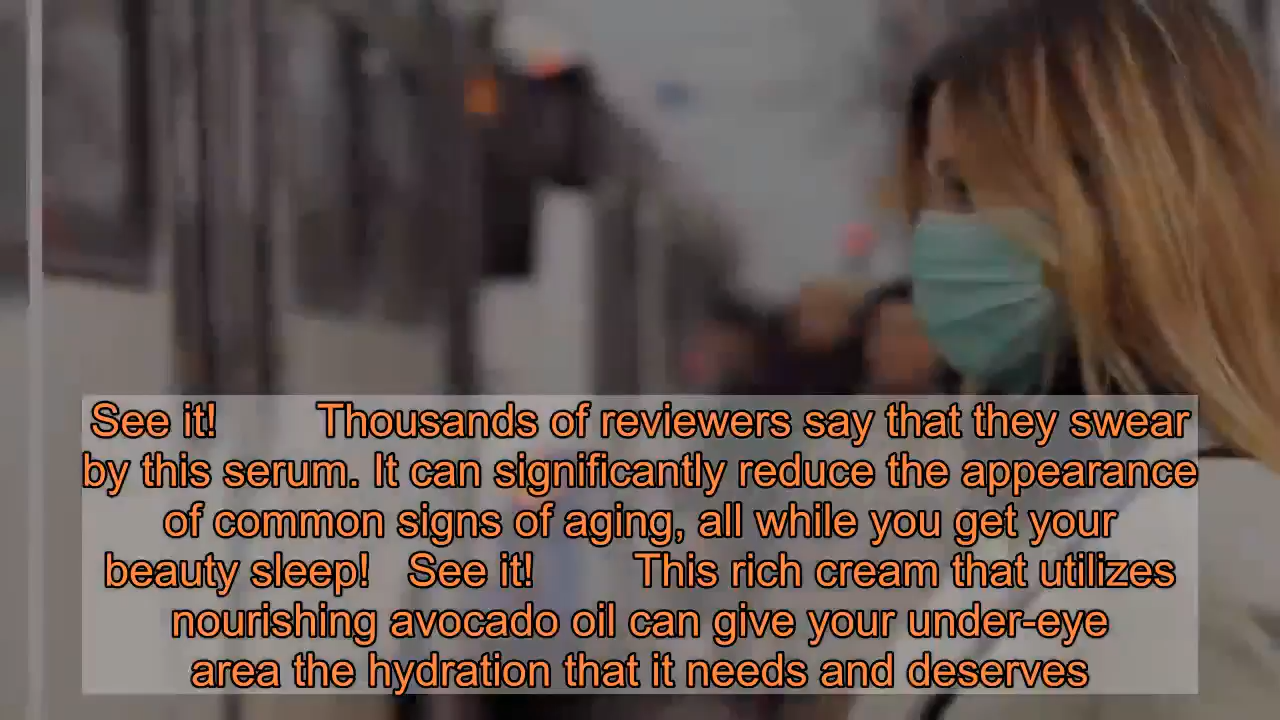 See it! Thousands of reviewers say that they swear
by this serum. It can significantly reduce the appearance
of common signs of aging, all while you get your
beauty sleep! See it! This rich cream that utilizes
nourishing avocado oil can give your under-eye
area the hydration that it needs and deserves